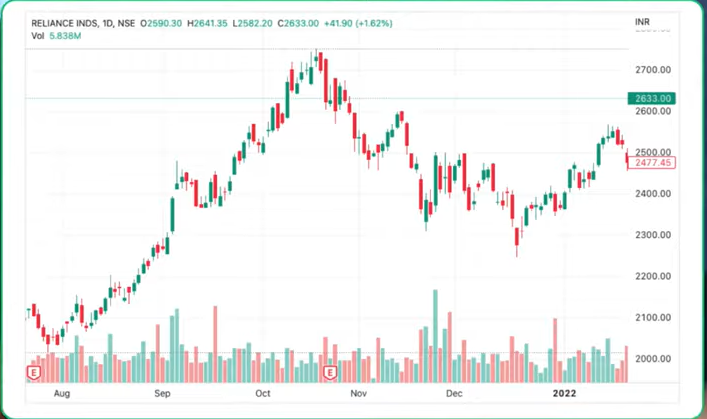 RELIANCE INDS, 1D, NSE O2590.30 H2641.35 L2582.20 C2633.00 +41.90 (+1.62%)
INR
Vol 5.838M
2700.00
2633.00
2600.00
2500.00
2477.45
2400.00
2300.00
2200.00
2100.00
2000.00
E E
Aug Sep Oct Nov Dec 2022